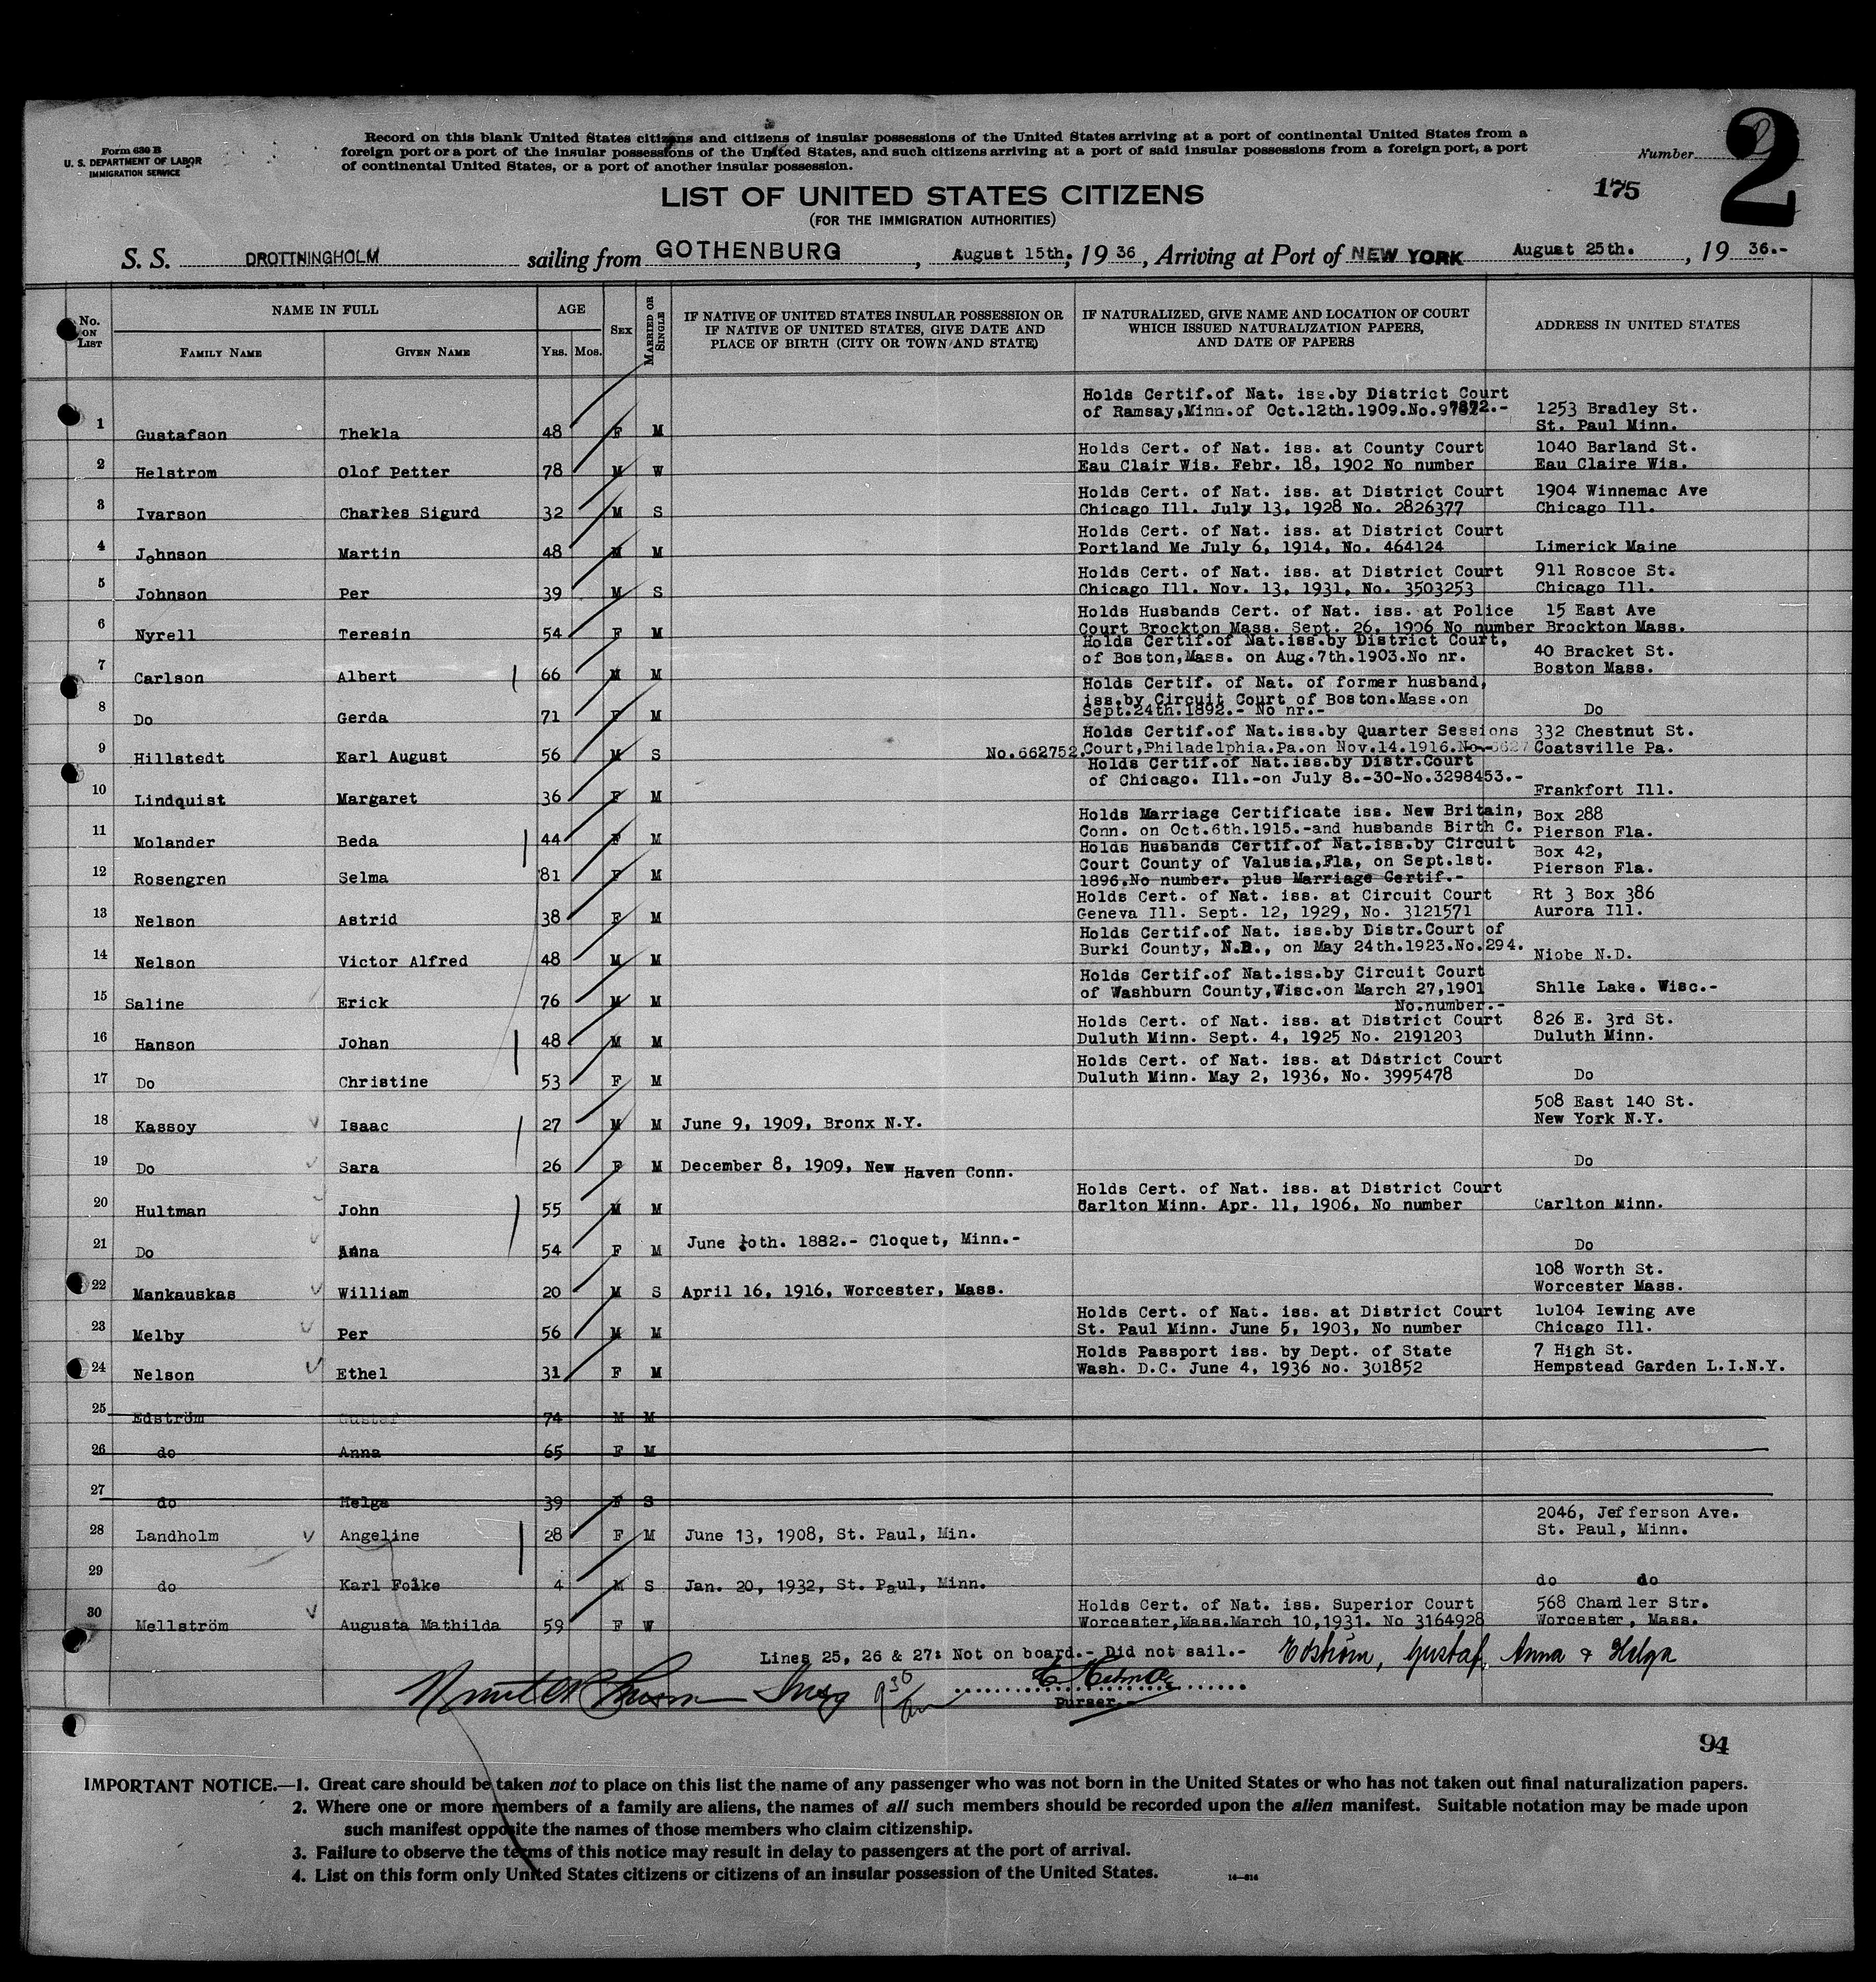 Form 630 B
U. S. DEPARTMENT OF LABOR
IMMIGRATION SERVICE
Record on this blank United States citizens and citizens of insular possessions of the United States arriving at a port of continental United States from a
foreign port or a port of the insular possessions of the United States, and such citizens arriving at a port of said insular possessions from a foreign port, a port
of continental United States, or a port of another insular possession.
Number
2
175
LIST OF UNITED STATES CITIZENS
(FOR THE IMMIGRATION AUTHORITIES)
S. S. DROTTNINGHOLM sailing from GOTHENBURG, August 15th. 19 36, Arriving at Port of NEW YORK August 25th. , 19 36.-
No. ON LIST
NAME IN FULL
FAMILY NAME
GIVEN NAME
AGE
YRS. MOS.
SEX
MARRIED OR SINGLE
IF NATIVE OF UNITED STATES INSULAR POSSESSION OR
IF NATIVE OF UNITED STATES, GIVE DATE AND
PLACE OF BIRTH (CITY OR TOWN AND STATE)
IF NATURALIZED, GIVE NAME AND LOCATION OF COURT
WHICH ISSUED NATURALIZATION PAPERS,
AND DATE OF PAPERS
ADDRESS IN UNITED STATES
Holds Certif.of Nat. iss.by District Court
of Ramsay,Minn.of Oct.12th.1909.No. 1253 Bradley St.
1 Gustafson Thekla 48 F M St. Paul Minn.
Holds Cert. of Nat. iss. at County Court 1040 Barland St.
2 Helstrom Olof Petter 78 M W Eau Clair Wis. Febr. 18, 1902 No number Eau Claire Wis.
Holds Cert. of Nat. iss. at District Court 1904 Winnemac Ave
3 Ivarson Charles Sigurd 32 M S Chicago Ill. July 13, 1928 No. 2826377 Chicago Ill.
Holds Cert. of Nat. iss. at District Court
4 Johnson Martin 48 M M Portland Me July 6, 1914, No. 464124 Limerick Maine
Holds Cert. of Nat. iss. at District Court 911 Roscoe St.
5 Johnson Per 39 M S Chicago Ill. Nov. 13, 1931, No. 3503253 Chicago Ill.
Holds Husbands Cert. of Nat. iss. at Police 15 East Ave
6 Nyrell Teresin 54 F M Court Brockton Mass. Sept. 26, 1906 No number Brockton Mass.
Holds Certif.of Nat.iss.by District Court,
of Boston,Mass. on Aug.7th.1903.No nr. 40 Bracket St.
7 Carlson Albert 66 M M Boston Mass.
Holds Certif. of Nat. of former husband,
iss.by Circuit Court of Boston.Mass.on
8 Do Gerda 71 F M Sept.24th.1892.- No nr.- Do
Holds Certif.of Nat.iss.by Quarter Sessions 332 Chestnut St.
9 Hillstedt Karl August 56 M S No.662752. Court,Philadelphia.Pa.on Nov.14.1916. Coatsville Pa.
Holds Certif.of Nat.iss.by Distr.Court
of Chicago. Ill.-on July 8.-30-No.3298453.-
10 Lindquist Margaret 36 F M Frankfort Ill.
Holds Marriage Certificate iss. New Britain, Box 288
11 Molander Beda 44 F M Conn. on Oct.6th.1915.-and husbands Birth C. Pierson Fla.
Holds Husbands Certif.of Nat.iss.by Circuit Box 42,
Court County of Valusia,Fla, on Sept.1st. Pierson Fla.
12 Rosengren Selma 81 F M 1896.No number. plus Marriage Certif.-
Holds Cert. of Nat. iss. at Circuit Court Rt 3 Box 386
13 Nelson Astrid 38 F M Geneva Ill. Sept. 12, 1929, No. 3121571 Aurora Ill.
Holds Certif.of Nat. iss.by Distr.Court of
Burki County, N.D., on May 24th.1923.No.294.
14 Nelson Victor Alfred 48 M M Niobe N.D.
Holds Certif.of Nat.iss.by Circuit Court
of Washburn County,Wisc.on March 27,1901 Shlle Lake. Wisc.-
15 Saline Erick 76 M M No.number.-
Holds Cert. of Nat. iss. at District Court 826 E. 3rd St.
16 Hanson Johan 48 M M Duluth Minn. Sept. 4, 1925 No. 2191203 Duluth Minn.
Holds Cert. of Nat. iss. at District Court
17 Do Christine 53 F M Duluth Minn. May 2, 1936, No. 3995478 Do
508 East 140 St.
18 Kassoy Isaac 27 M M June 9, 1909, Bronx N.Y. New York N.Y.
19 Do Sara 26 F M December 8, 1909, New Haven Conn. Do
Holds Cert. of Nat. iss. at District Court
20 Hultman John 55 M M Carlton Minn. Apr. 11, 1906, No number Carlton Minn.
21 Do Anna 54 F M June 10th. 1882.- Cloquet, Minn.- Do
108 Worth St.
22 Mankauskas William 20 M S April 16, 1916, Worcester, Mass. Worcester Mass.
Holds Cert. of Nat. iss. at District Court 10104 Iewing Ave
23 Melby Per 56 M M St. Paul Minn. June 5, 1903, No number Chicago Ill.
Holds Passport iss. by Dept. of State 7 High St.
24 Nelson Ethel 31 F M Wash. D.C. June 4, 1936 No. 301852 Hempstead Garden L.I.N.Y.
25 Edström Gustaf 74 M M
26 do Anna 65 F M
27 do Helga 39 F S
2046, Jefferson Ave.
28 Landholm Angeline 28 F M June 13, 1908, St. Paul, Min. St. Paul, Minn.
29 do Karl Folke 4 M S Jan. 20, 1932, St. Paul, Minn. do do
Holds Cert. of Nat. iss. Superior Court 568 Chandler Str.
30 Mellström Augusta Mathilda 59 F W Worcester,Mass.March 10,1931. No 3164928 Worcester, Mass.
Lines 25, 26 & 27: Not on board.- Did not sail.- Edström, Gustaf, Anna & Helga
Insp 9 30
Purser.-
94
IMPORTANT NOTICE.—1. Great care should be taken not to place on this list the name of any passenger who was not born in the United States or who has not taken out final naturalization papers.
2. Where one or more members of a family are aliens, the names of all such members should be recorded upon the alien manifest. Suitable notation may be made upon
such manifest opposite the names of those members who claim citizenship.
3. Failure to observe the terms of this notice may result in delay to passengers at the port of arrival.
4. List on this form only United States citizens or citizens of an insular possession of the United States.
14—814